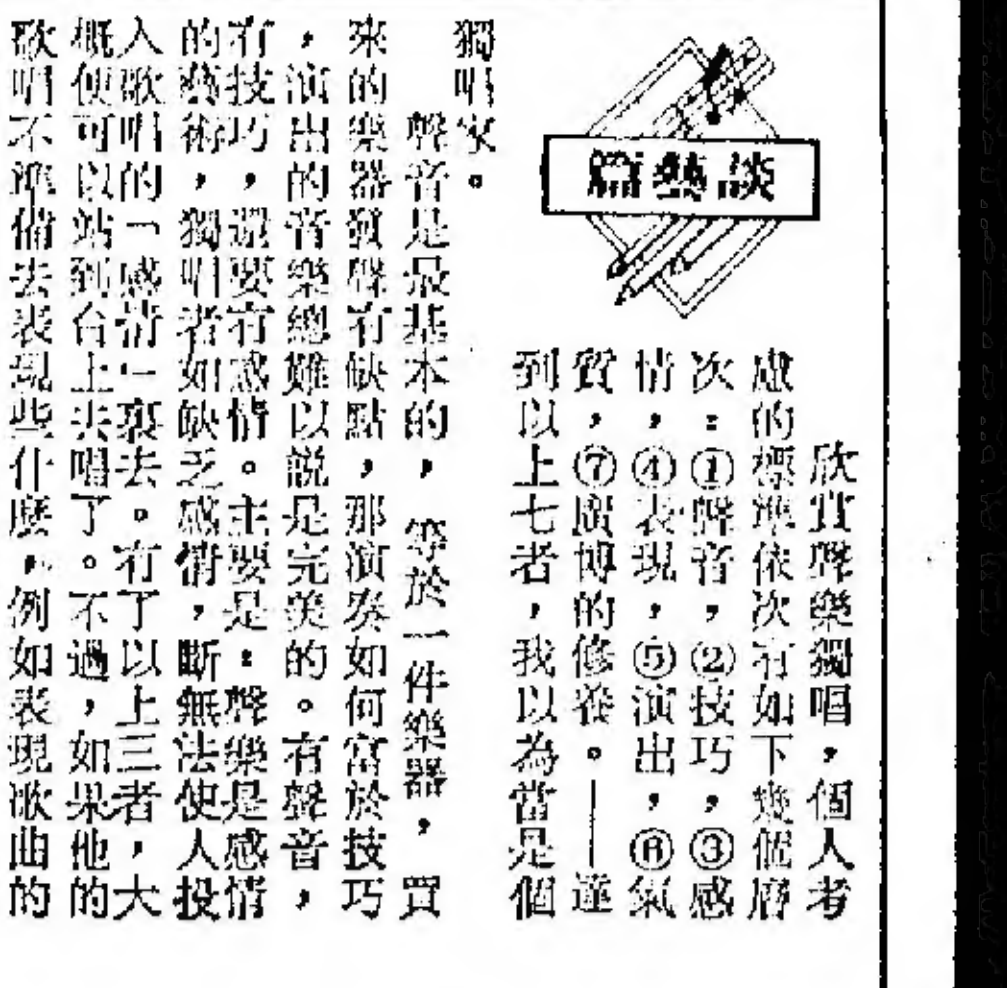 談藝篇
欣賞聲樂獨唱，個人考
慮的標準依次有如下幾個層
次：①聲音，②技巧，③感
情，④表現，⑤演出，⑥氣
質，⑦廣博的修養。——達
到以上七者，我以為當是個
獨唱家。
聲音是最基本的，等於一件樂器，買
來的樂器發聲有缺點，那演奏如何富於技巧
，演出的音樂總難以説是完美的。有聲音，
有技巧，還要有感情。主要是：聲樂是感情
的藝術，獨唱者如缺乏感情，斷無法使人投
入歌唱的「感情」裏去。有了以上三者，大
概便可以站到台上去唱了。不過，如果他的
歌唱不準備去表現些什麼，例如表現歌曲的